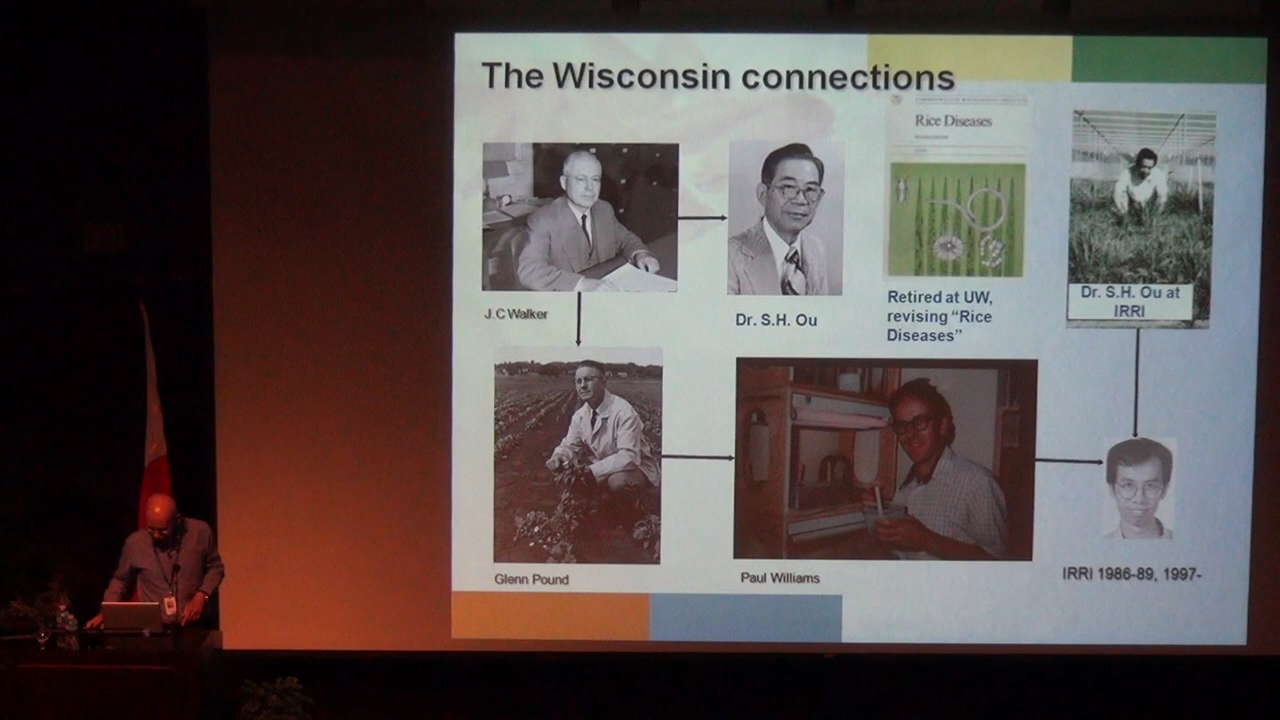 The Wisconsin connections
Rice Diseases
J.C Walker
Dr. S.H. Ou
Retired at UW,
revising “Rice
Diseases”
Dr. S.H. Ou at
IRRI
Glenn Pound
Paul Williams
IRRI 1986-89, 1997-